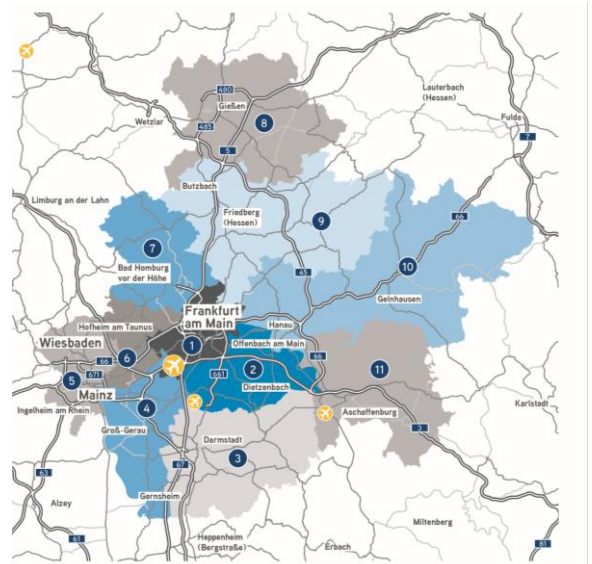 480
Gießen
Lauterbach
(Hessen)
Wetzlar
485
8
Fulda
7
5
Butzbach
Limburg an der Lahn
Friedberg
(Hessen)
9
66
7
10
Bad Homburg
vor der Höhe
45
Gelnhausen
Frankfurt
am Main
Hofheim am Taunus
Hanau
Wiesbaden
1
Offenbach am Main
66
6
66
11
671
5
661
2
Dietzenbach
Mainz
4
Karlstadt
Ingelheim am Rhein
Aschaffenburg
3
Groß-Gerau
Darmstadt
3
67
63
Gernsheim
Alzey
Miltenberg
Heppenheim
(Bergstraße)
Erbach
61
81